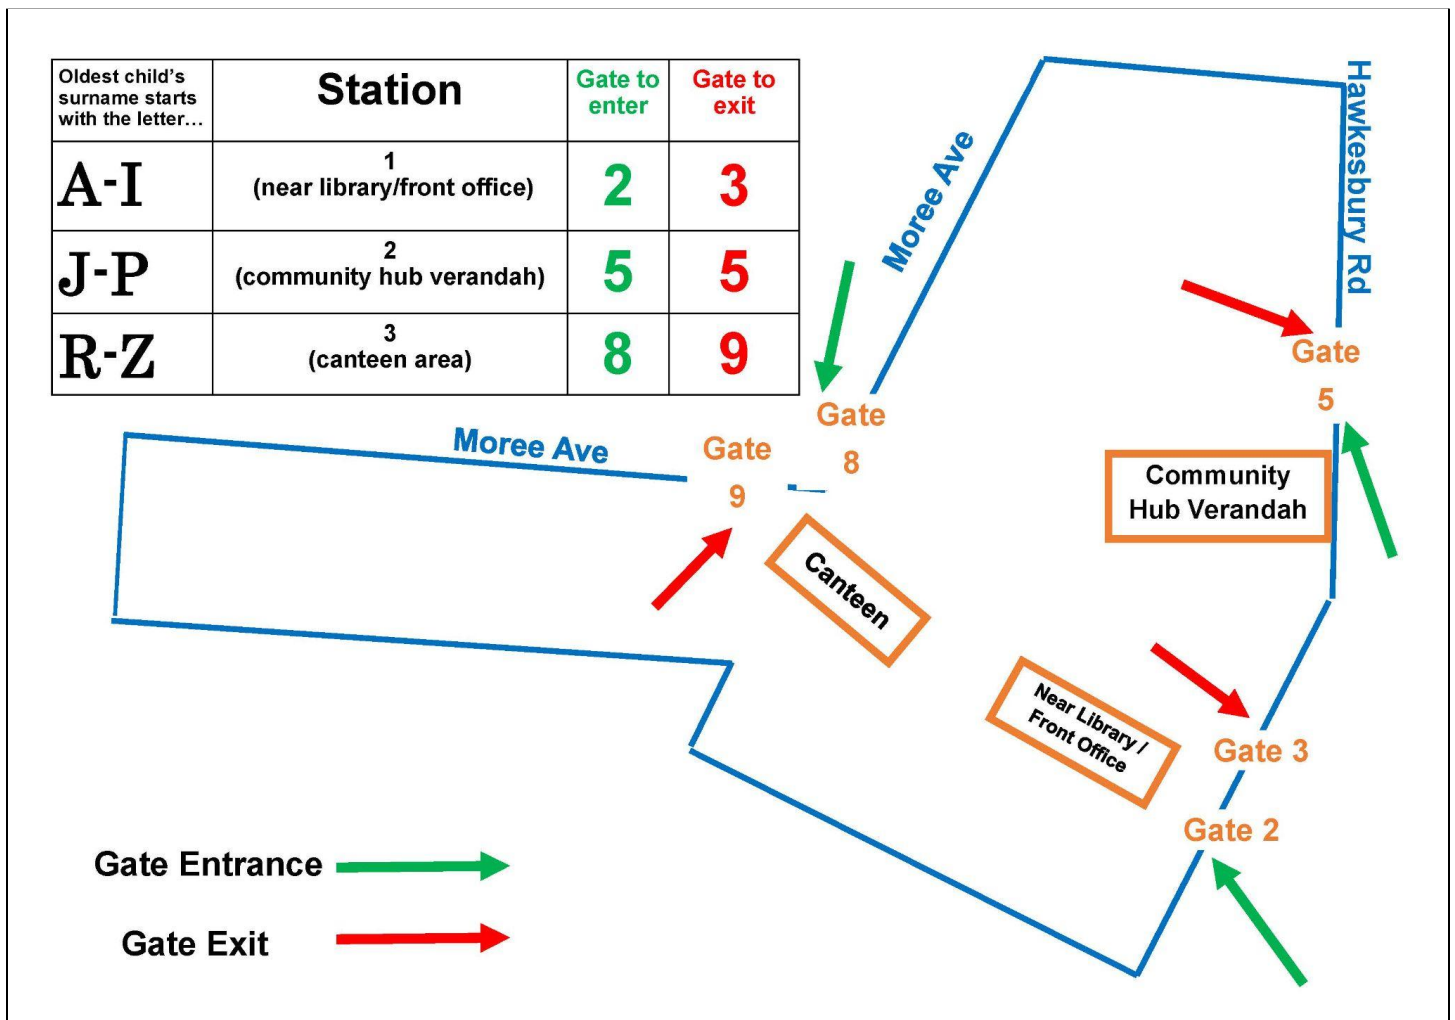 Oldest child's
surname starts
with the letter...
Station
Gate to
enter
Gate to
exit
A-I
1
(near library/front office)
2
3
J-P
2
(community hub verandah)
5
5
R-Z
3
(canteen area)
8
9
Moree Ave
Hawkesbury Rd
Gate
5
Gate
8
Moree Ave
Gate
9
Community
Hub Verandah
Canteen
Near Library /
Front Office
Gate 3
Gate 2
Gate Entrance
Gate Exit